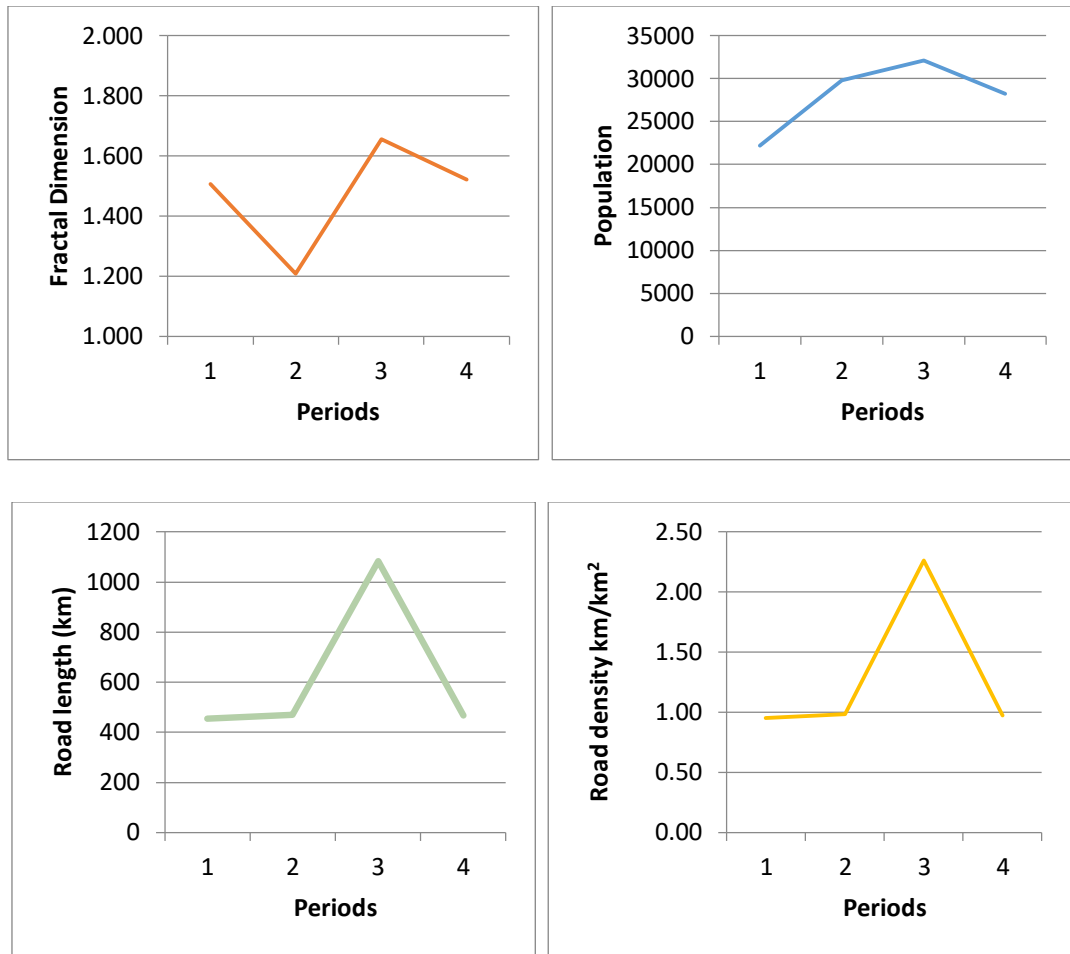 Fractal Dimension
2.000
1.800
1.600
1.400
1.200
1.000
1 2 3 4
Periods
Population
35000
30000
25000
20000
15000
10000
5000
0
1 2 3 4
Periods
Road length (km)
1200
1000
800
600
400
200
0
1 2 3 4
Periods
Road density km/km²
2.50
2.00
1.50
1.00
0.50
0.00
1 2 3 4
Periods